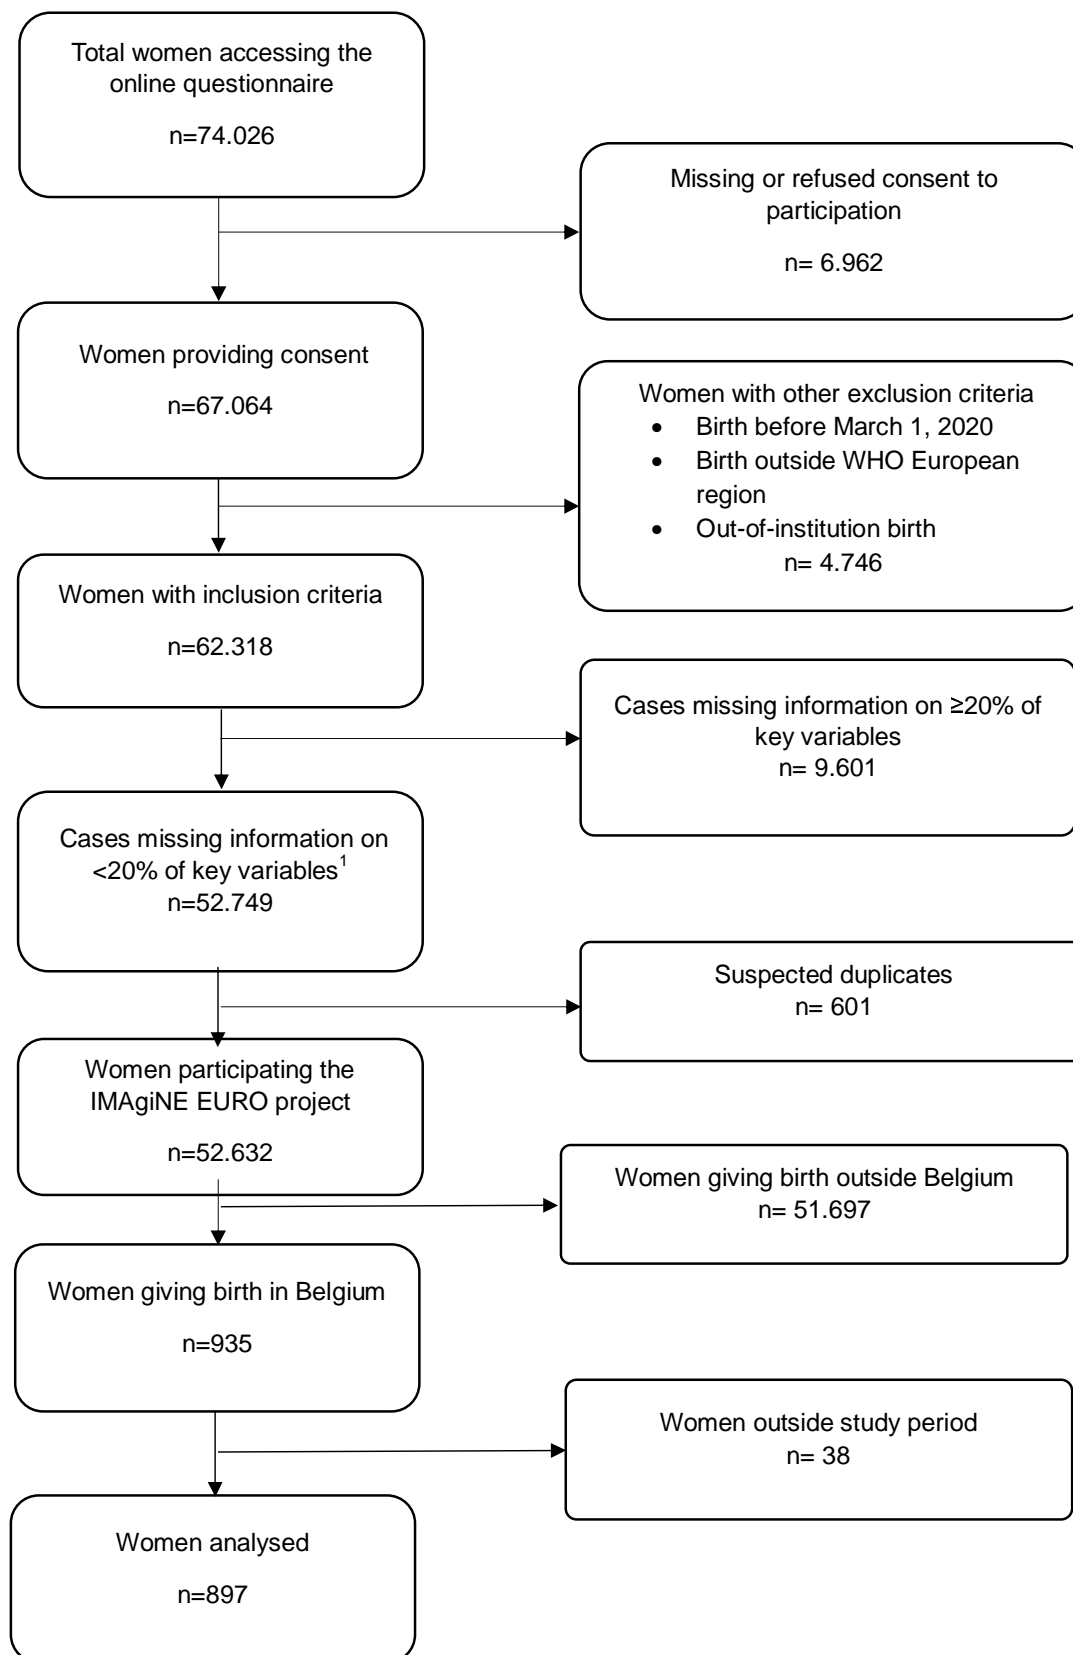 Total women accessing the
online questionnaire
n=74.026
Missing or refused consent to
participation
n= 6.962
Women providing consent
n=67.064
Women with other exclusion criteria
• Birth before March 1, 2020
• Birth outside WHO European
region
• Out-of-institution birth
n= 4.746
Women with inclusion criteria
n=62.318
Cases missing information on ≥20% of
key variables
n= 9.601
Cases missing information on
<20% of key variables¹
n=52.749
Suspected duplicates
n= 601
Women participating the
IMAgiNE EURO project
n=52.632
Women giving birth outside Belgium
n= 51.697
Women giving birth in Belgium
n=935
Women outside study period
n= 38
Women analysed
n=897